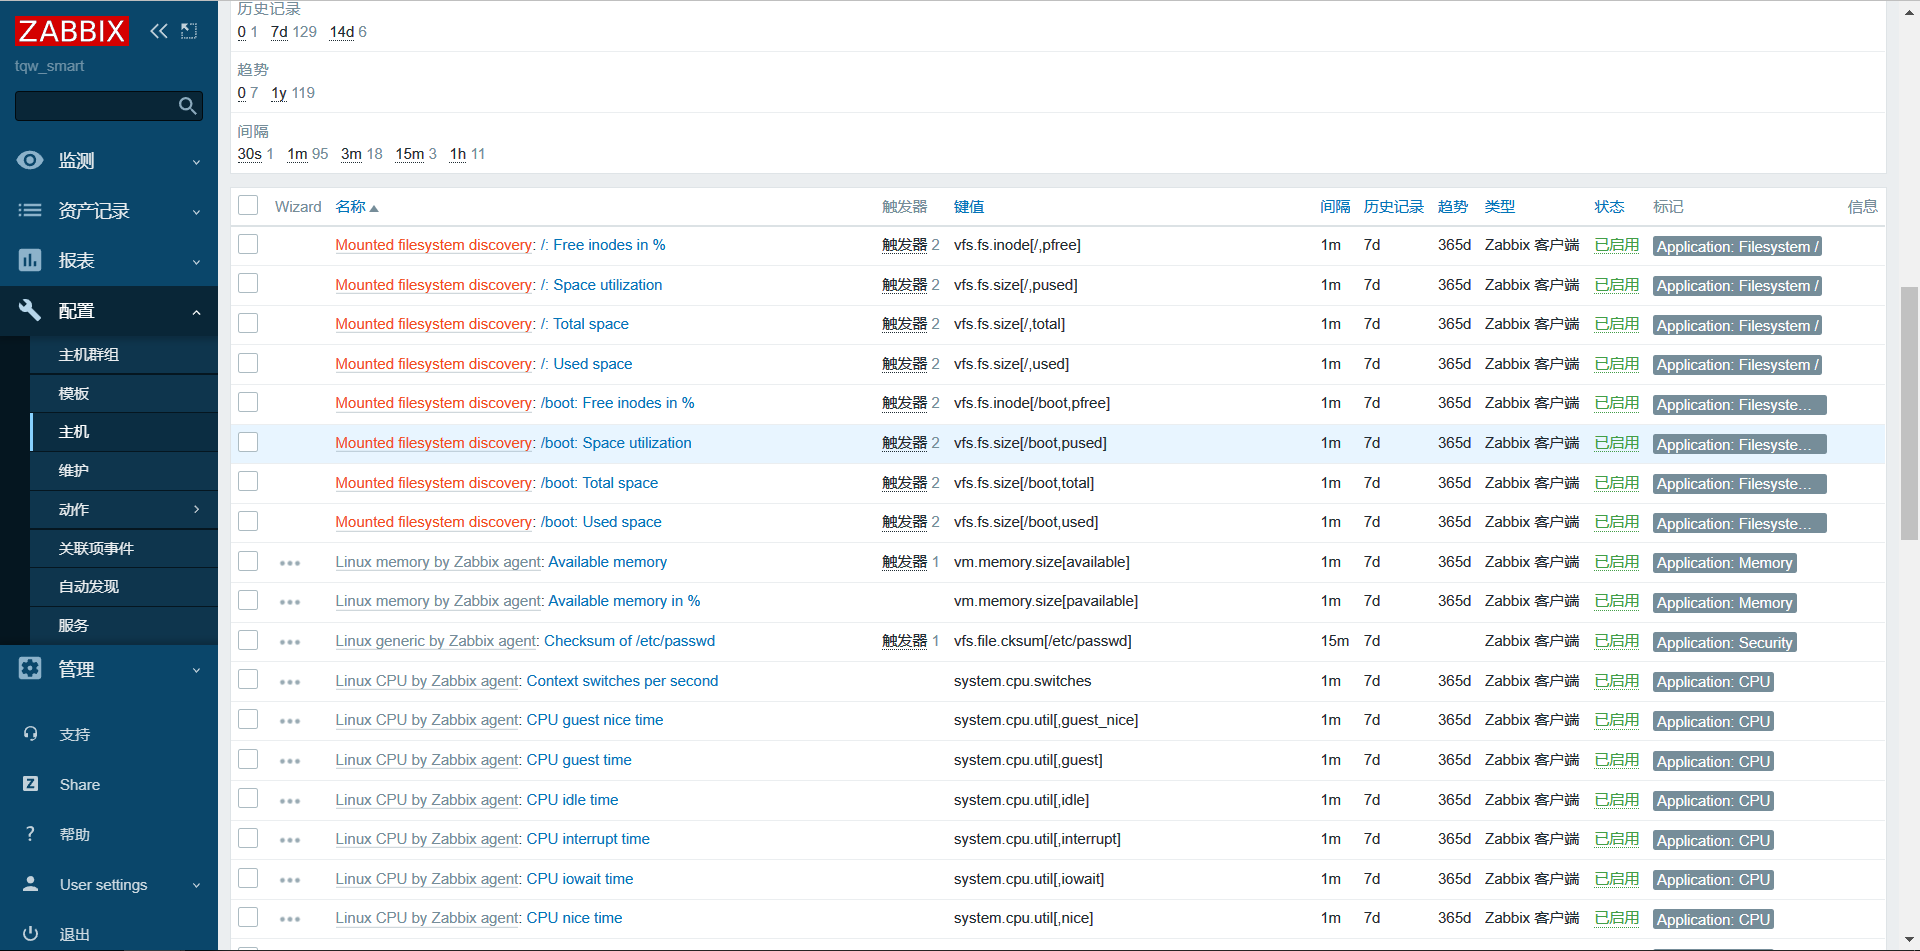 ZABBIX
tqw_smart
监测
资产记录
报表
配置
主机群组
模板
主机
维护
动作
关联项事件
自动发现
服务
管理
支持
Share
帮助
User settings
退出
历史记录
0 1 7d 129 14d 6
趋势
0 7 1y 119
间隔
30s 1 1m 95 3m 18 15m 3 1h 11
Wizard 名称 触发器 键值 间隔 历史记录 趋势 类型 状态 标记 信息
Mounted filesystem discovery: /: Free inodes in % 触发器 2 vfs.fs.inode[/,pfree] 1m 7d 365d Zabbix 客户端 已启用 Application: Filesystem /
Mounted filesystem discovery: /: Space utilization 触发器 2 vfs.fs.size[/,pused] 1m 7d 365d Zabbix 客户端 已启用 Application: Filesystem /
Mounted filesystem discovery: /: Total space 触发器 2 vfs.fs.size[/,total] 1m 7d 365d Zabbix 客户端 已启用 Application: Filesystem /
Mounted filesystem discovery: /: Used space 触发器 2 vfs.fs.size[/,used] 1m 7d 365d Zabbix 客户端 已启用 Application: Filesystem /
Mounted filesystem discovery: /boot: Free inodes in % 触发器 2 vfs.fs.inode[/boot,pfree] 1m 7d 365d Zabbix 客户端 已启用 Application: Filesyste...
Mounted filesystem discovery: /boot: Space utilization 触发器 2 vfs.fs.size[/boot,pused] 1m 7d 365d Zabbix 客户端 已启用 Application: Filesyste...
Mounted filesystem discovery: /boot: Total space 触发器 2 vfs.fs.size[/boot,total] 1m 7d 365d Zabbix 客户端 已启用 Application: Filesyste...
Mounted filesystem discovery: /boot: Used space 触发器 2 vfs.fs.size[/boot,used] 1m 7d 365d Zabbix 客户端 已启用 Application: Filesyste...
Linux memory by Zabbix agent: Available memory 触发器 1 vm.memory.size[available] 1m 7d 365d Zabbix 客户端 已启用 Application: Memory
Linux memory by Zabbix agent: Available memory in % vm.memory.size[pavailable] 1m 7d 365d Zabbix 客户端 已启用 Application: Memory
Linux generic by Zabbix agent: Checksum of /etc/passwd 触发器 1 vfs.file.cksum[/etc/passwd] 15m 7d Zabbix 客户端 已启用 Application: Security
Linux CPU by Zabbix agent: Context switches per second system.cpu.switches 1m 7d 365d Zabbix 客户端 已启用 Application: CPU
Linux CPU by Zabbix agent: CPU guest nice time system.cpu.util[,guest_nice] 1m 7d 365d Zabbix 客户端 已启用 Application: CPU
Linux CPU by Zabbix agent: CPU guest time system.cpu.util[,guest] 1m 7d 365d Zabbix 客户端 已启用 Application: CPU
Linux CPU by Zabbix agent: CPU idle time system.cpu.util[,idle] 1m 7d 365d Zabbix 客户端 已启用 Application: CPU
Linux CPU by Zabbix agent: CPU interrupt time system.cpu.util[,interrupt] 1m 7d 365d Zabbix 客户端 已启用 Application: CPU
Linux CPU by Zabbix agent: CPU iowait time system.cpu.util[,iowait] 1m 7d 365d Zabbix 客户端 已启用 Application: CPU
Linux CPU by Zabbix agent: CPU nice time system.cpu.util[,nice] 1m 7d 365d Zabbix 客户端 已启用 Application: CPU